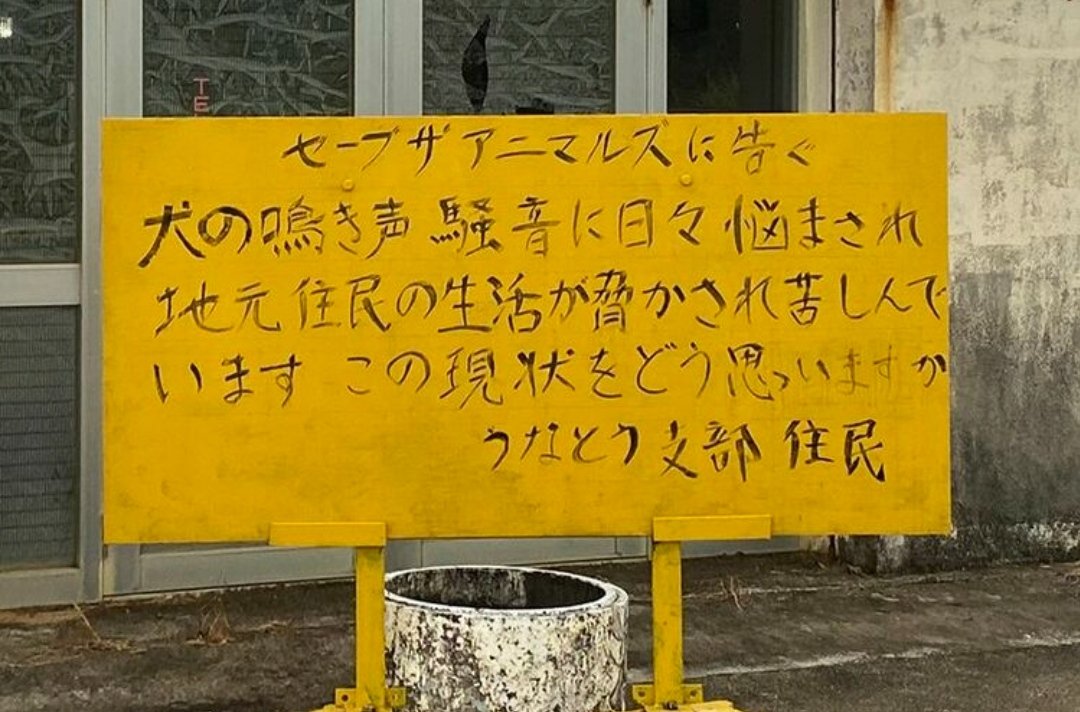 TE
ゼーブザアニマルズに告ぐ
犬の鳴き声 騒音に日々 悩まされ
地元 住民の生活が脅かされ苦しんで
います この現状をどう思いますか
うなとう 支部 住民